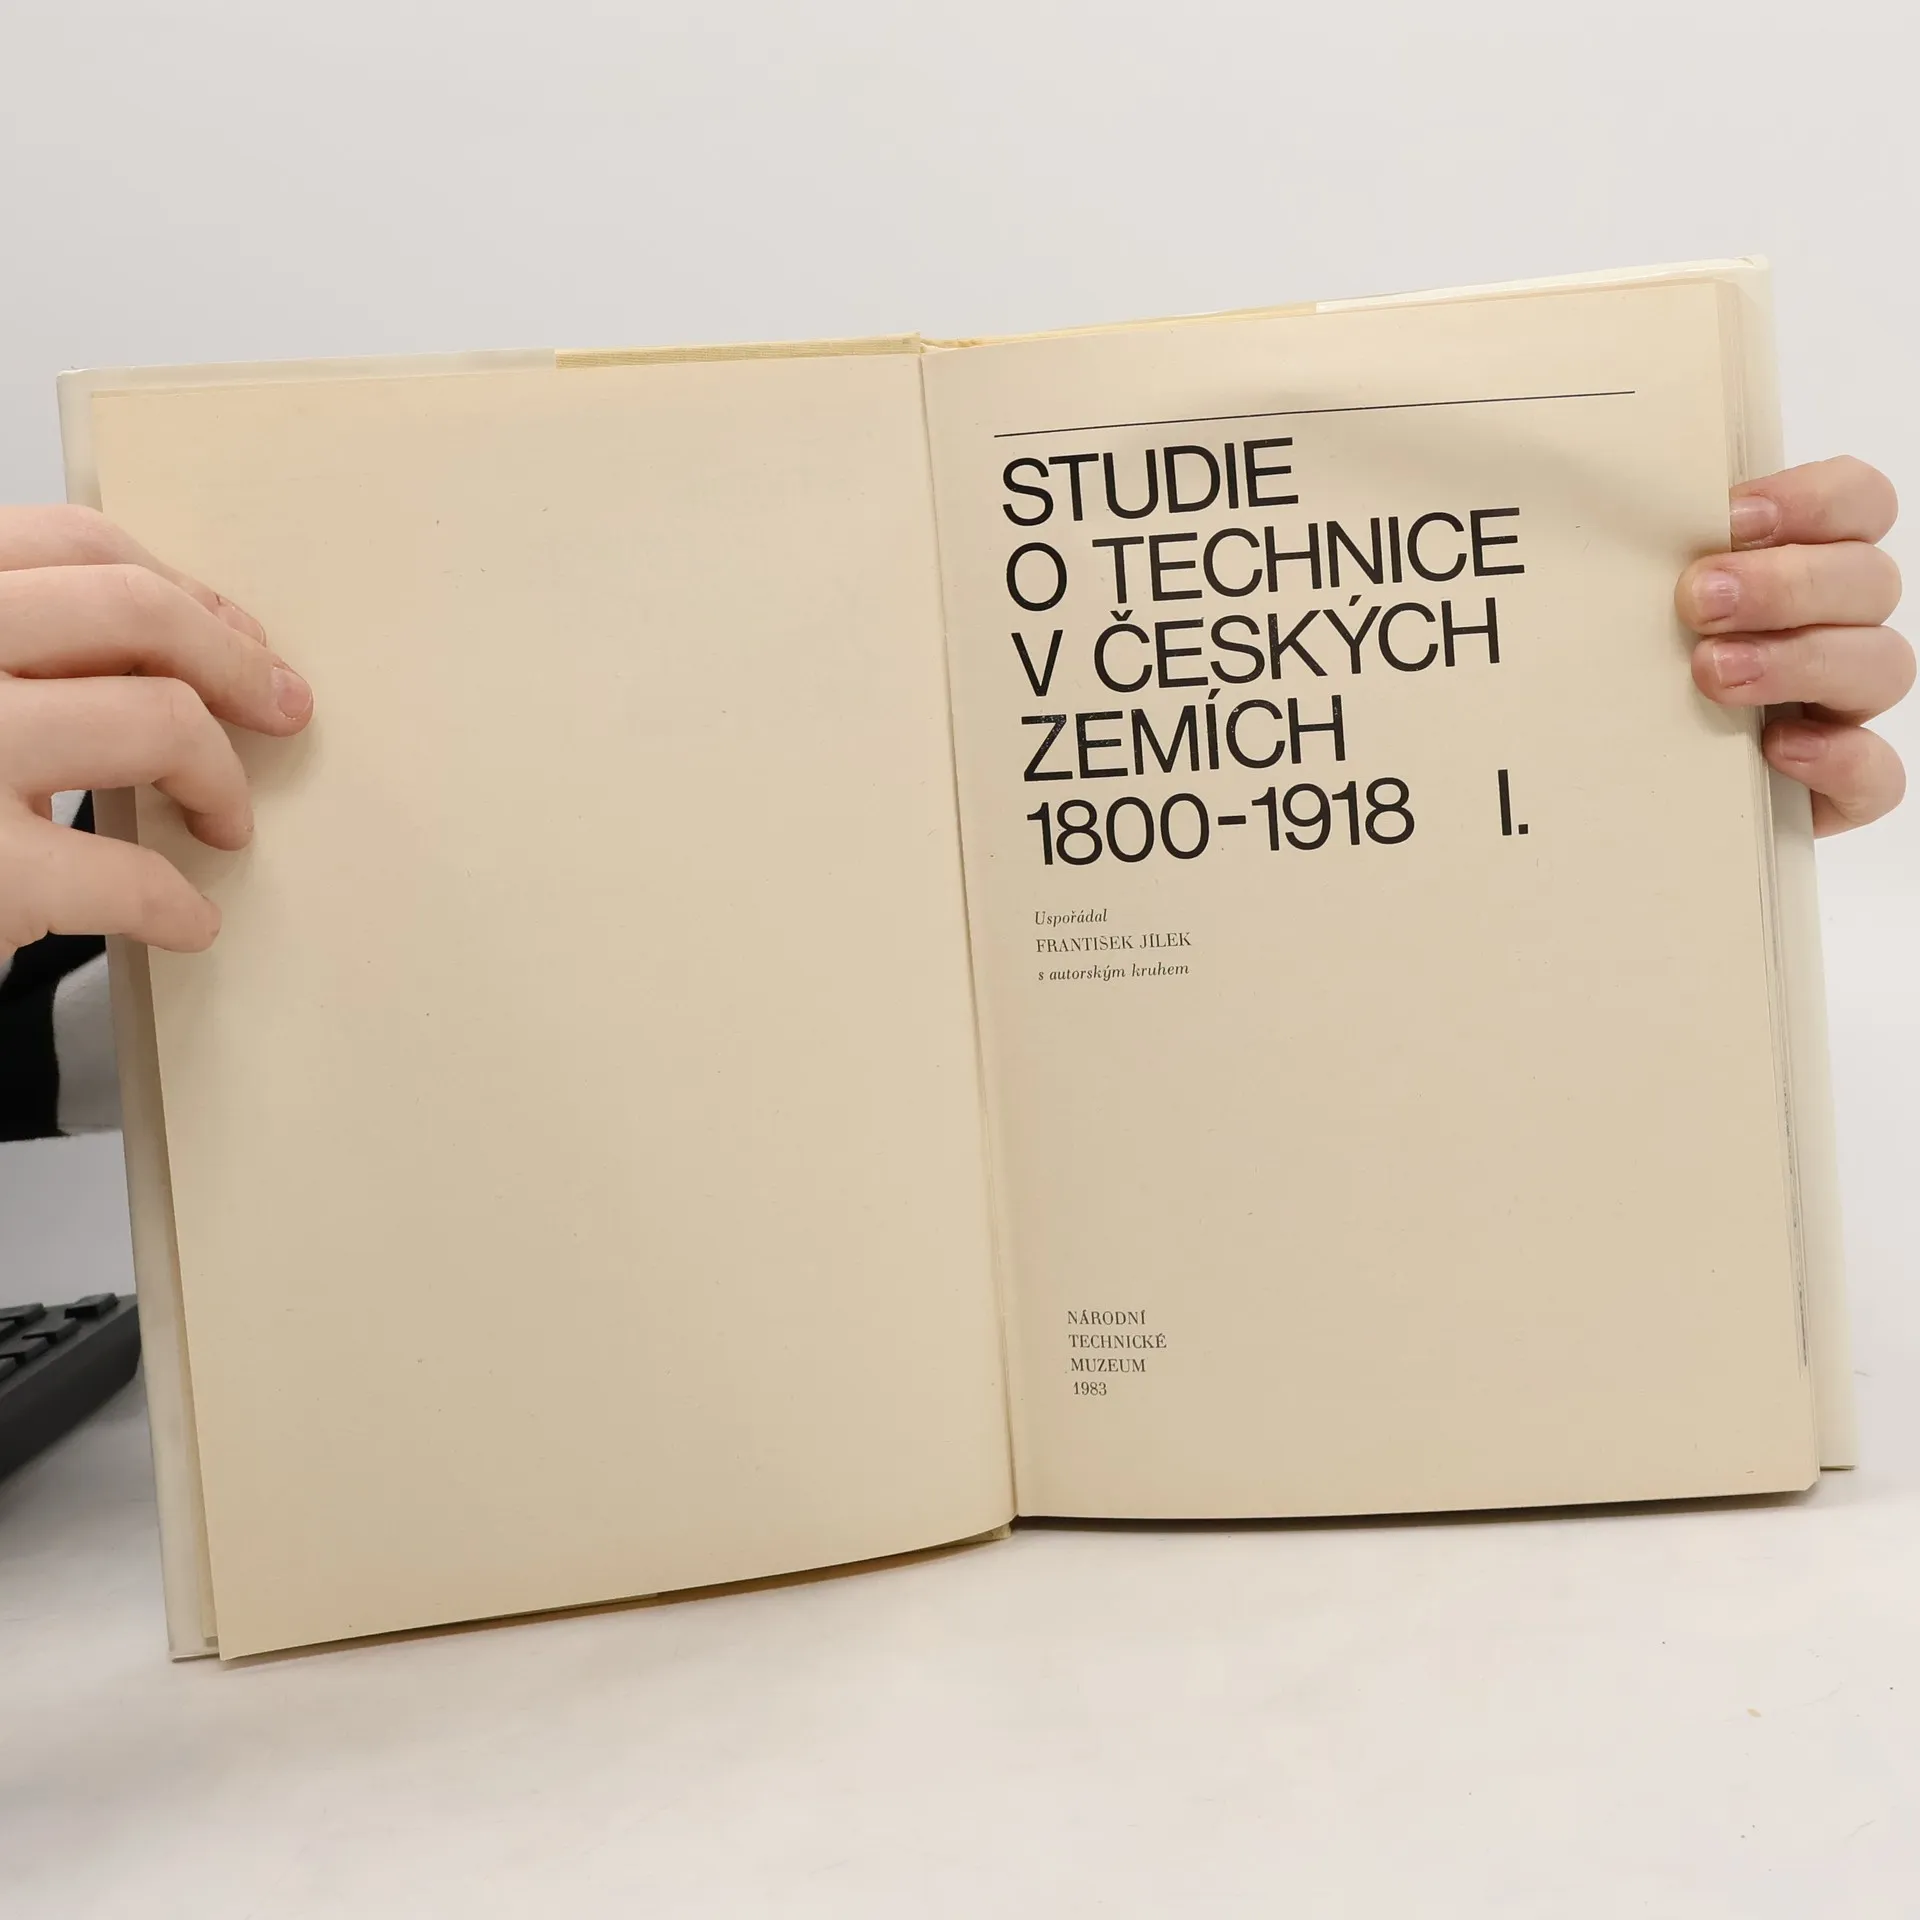 STUDIE
O TECHNICE
V ČESKÝCH
ZEMÍCH
1800-1918 I.
Uspořádal
FRANTIŠEK JÍLEK
s autorským kruhem
NÁRODNÍ
TECHNICKÉ
MUZEUM
1983